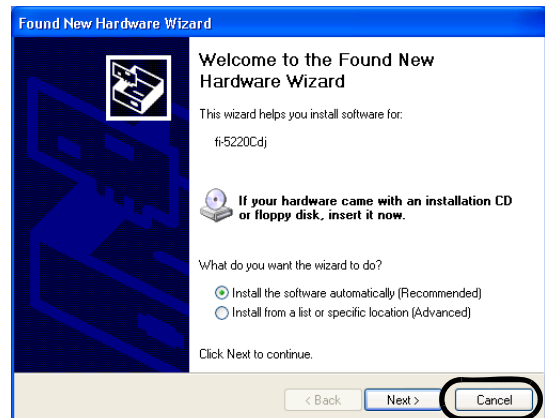 Found New Hardware Wizard
Welcome to the Found New
Hardware Wizard
This wizard helps you install software for:
fi-5220Cdj
If your hardware came with an installation CD
or floppy disk, insert it now.
What do you want the wizard to do?
Install the software automatically (Recommended)
Install from a list or specific location (Advanced)
Click Next to continue.
< Back
Next >
Cancel